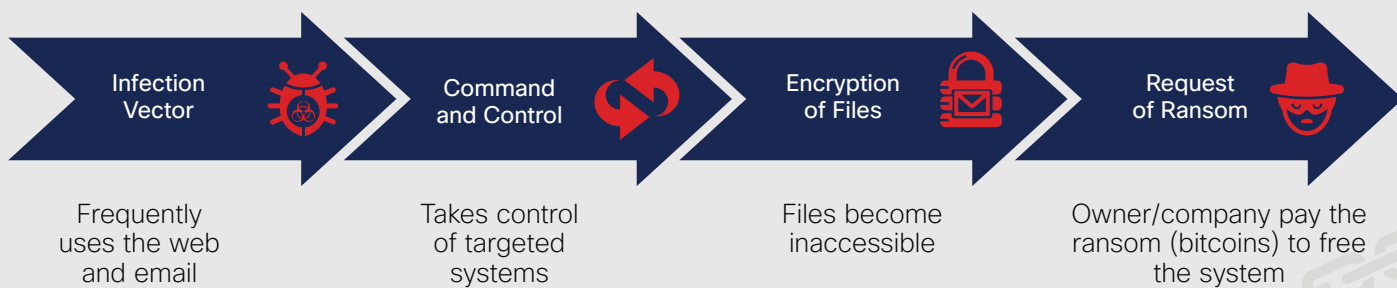 Infection
Vector
Command
and Control
Encryption
of Files
Request
of Ransom
Frequently
uses the web
and email
Takes control
of targeted
systems
Files become
inaccessible
Owner/company pay the
ransom (bitcoins) to free
the system